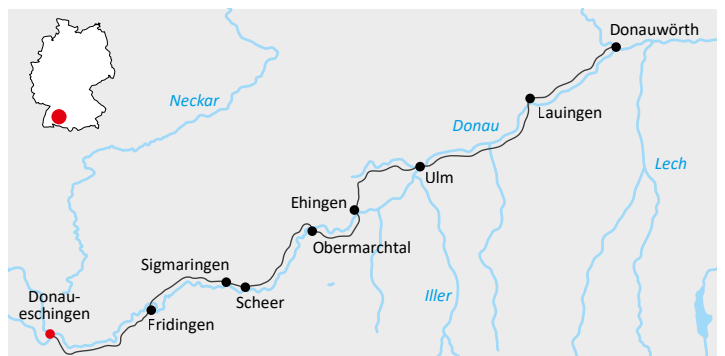 Donauwörth
Neckar
Lauingen
Donau
Lech
Ulm
Ehingen
Obermarchtal
Sigmaringen
Scheer
Iller
Donau-
eschingen
Fridingen